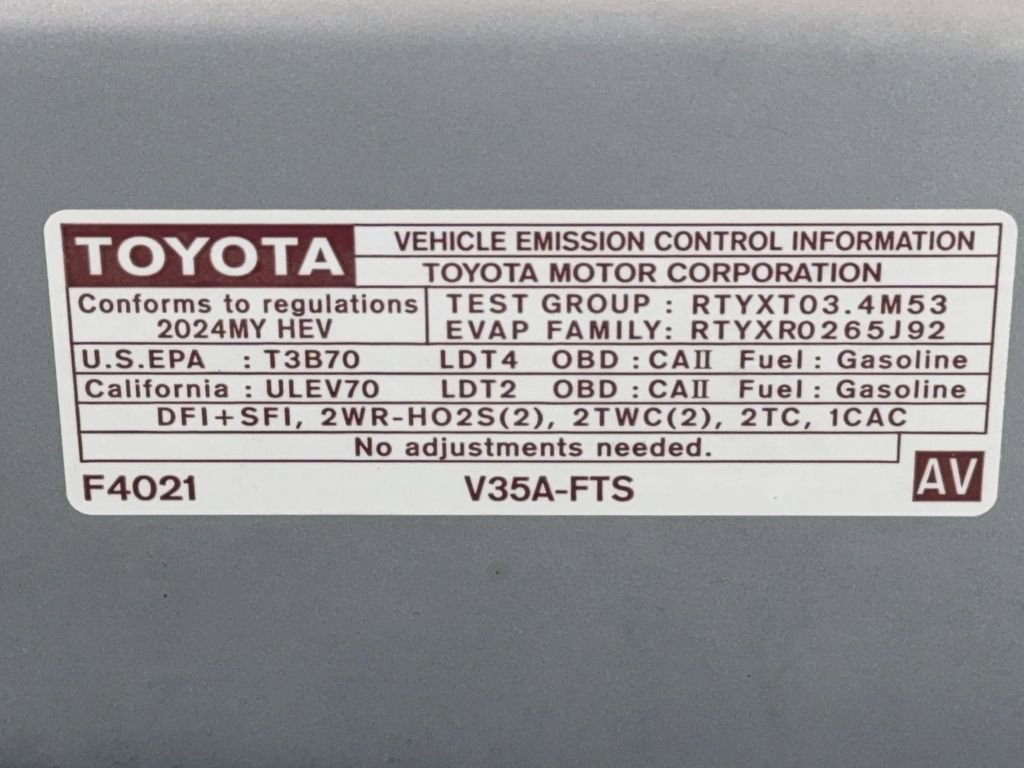 TOYOTA
VEHICLE EMISSION CONTROL INFORMATION
TOYOTA MOTOR CORPORATION
Conforms to regulations
2024MY HEV
TEST GROUP : RTYXT03.4M53
EVAP FAMILY: RTYXR0265J92
U.S.EPA : T3B70 LDT4 OBD : CAII Fuel : Gasoline
California : ULEV70 LDT2 OBD : CAII Fuel : Gasoline
DFI+SFI, 2WR-HO2S(2), 2TWC(2), 2TC, 1CAC
No adjustments needed.
F4021 V35A-FTS AV